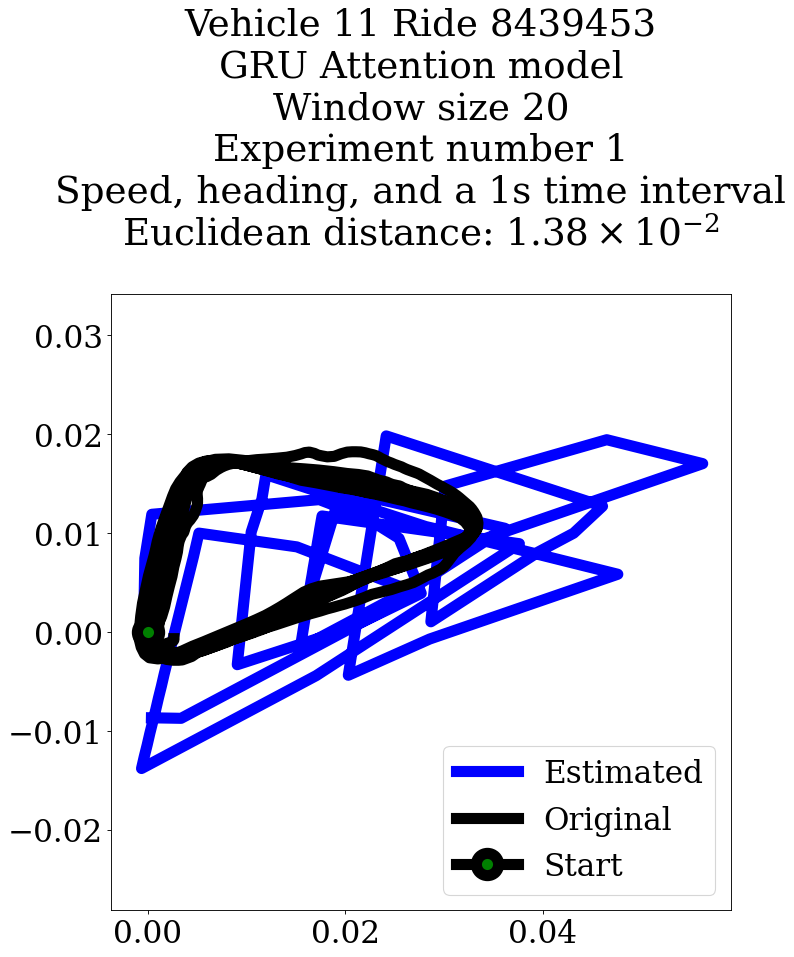 Vehicle 11 Ride 8439453
GRU Attention model
Window size 20
Experiment number 1
Speed, heading, and a 1s time interval
Euclidean distance: 1.38 × 10⁻²
0.03
0.02
0.01
0.00
−0.01
−0.02
Estimated
Original
Start
0.00 0.02 0.04